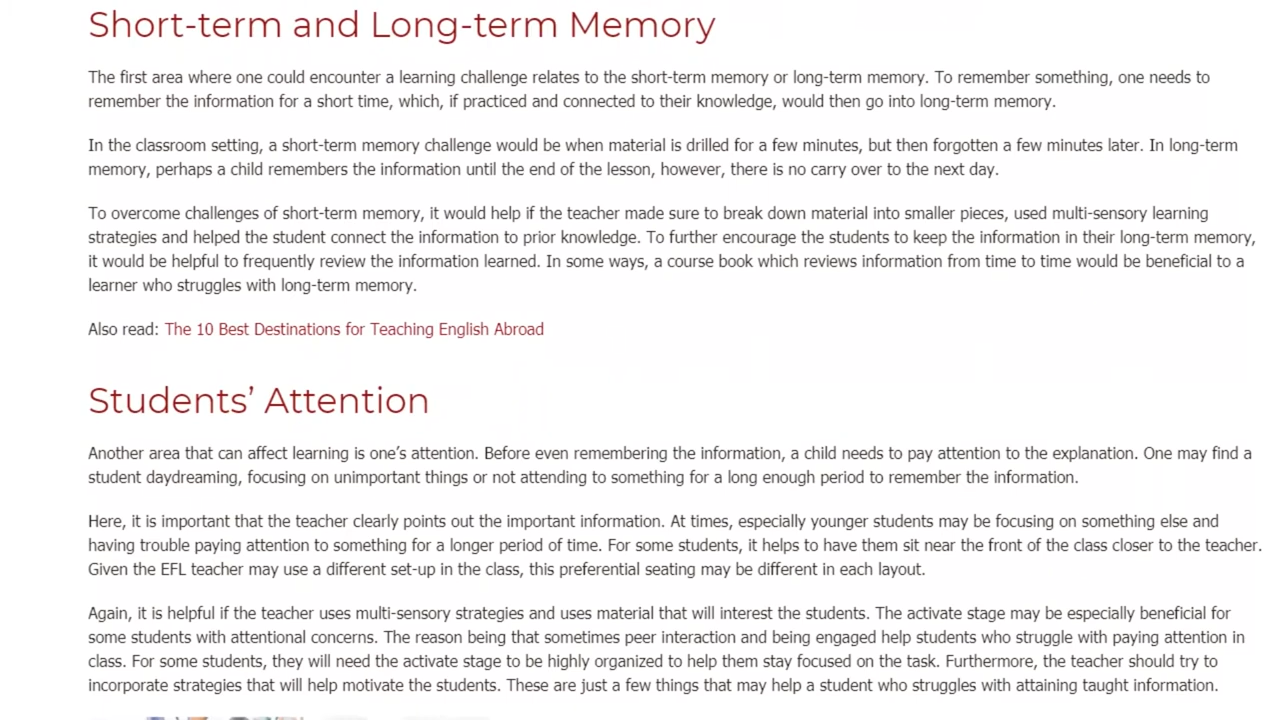 Short-term and Long-term Memory
The first area where one could encounter a learning challenge relates to the short-term memory or long-term memory. To remember something, one needs to
remember the information for a short time, which, if practiced and connected to their knowledge, would then go into long-term memory.
In the classroom setting, a short-term memory challenge would be when material is drilled for a few minutes, but then forgotten a few minutes later. In long-term
memory, perhaps a child remembers the information until the end of the lesson, however, there is no carry over to the next day.
To overcome challenges of short-term memory, it would help if the teacher made sure to break down material into smaller pieces, used multi-sensory learning
strategies and helped the student connect the information to prior knowledge. To further encourage the students to keep the information in their long-term memory,
it would be helpful to frequently review the information learned. In some ways, a course book which reviews information from time to time would be beneficial to a
learner who struggles with long-term memory.
Also read: The 10 Best Destinations for Teaching English Abroad
Students’ Attention
Another area that can affect learning is one’s attention. Before even remembering the information, a child needs to pay attention to the explanation. One may find a
student daydreaming, focusing on unimportant things or not attending to something for a long enough period to remember the information.
Here, it is important that the teacher clearly points out the important information. At times, especially younger students may be focusing on something else and
having trouble paying attention to something for a longer period of time. For some students, it helps to have them sit near the front of the class closer to the teacher.
Given the EFL teacher may use a different set-up in the class, this preferential seating may be different in each layout.
Again, it is helpful if the teacher uses multi-sensory strategies and uses material that will interest the students. The activate stage may be especially beneficial for
some students with attentional concerns. The reason being that sometimes peer interaction and being engaged help students who struggle with paying attention in
class. For some students, they will need the activate stage to be highly organized to help them stay focused on the task. Furthermore, the teacher should try to
incorporate strategies that will help motivate the students. These are just a few things that may help a student who struggles with attaining taught information.